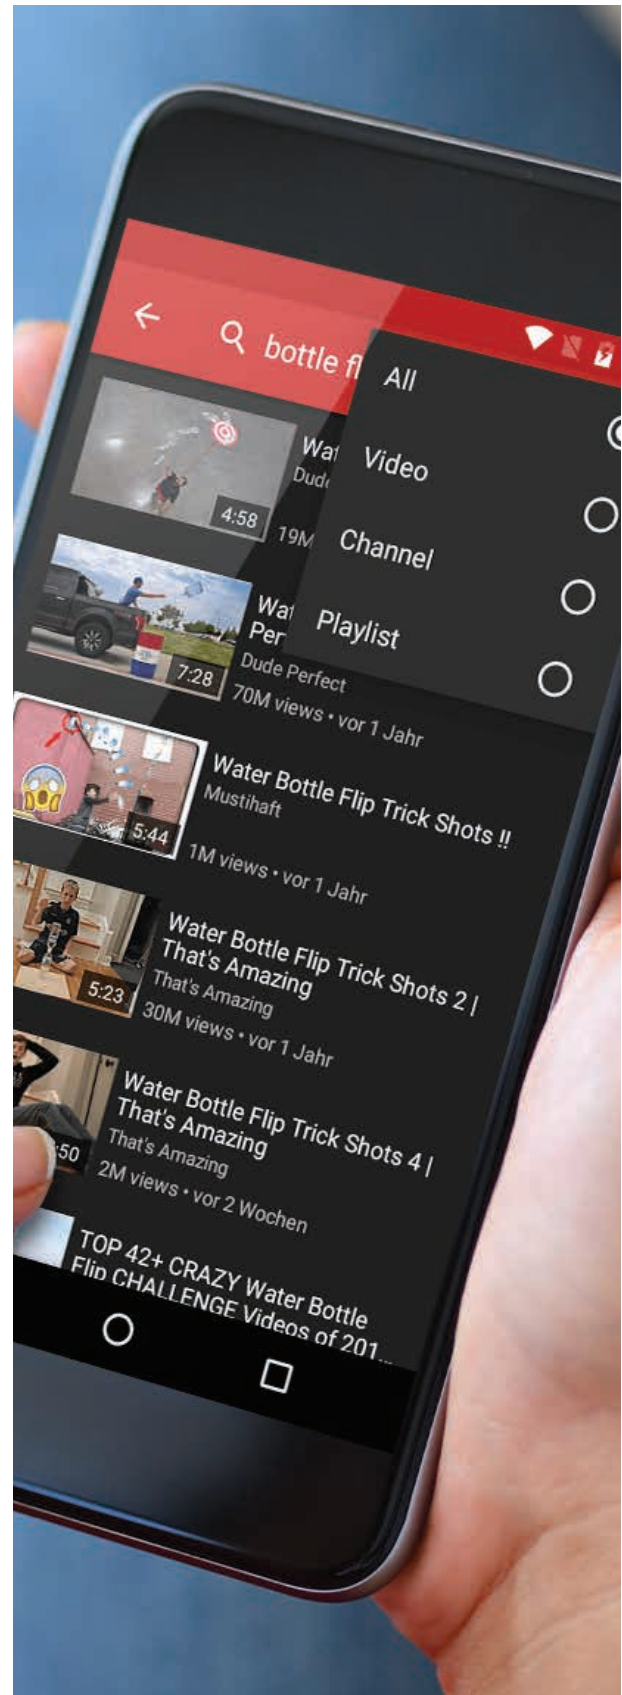 bottle fl
All
Video
Channel
Playlist
4:58
Dude
19M
7:28
Dude Perfect
70M views • vor 1 Jahr
5:44
Water Bottle Flip Trick Shots !!
Mustihaft
1M views • vor 1 Jahr
5:23
Water Bottle Flip Trick Shots 2 |
That's Amazing
That's Amazing
30M views • vor 1 Jahr
:50
Water Bottle Flip Trick Shots 4 |
That's Amazing
That's Amazing
2M views • vor 2 Wochen
TOP 42+ CRAZY Water Bottle
Flip CHALLENGE Videos of 201...